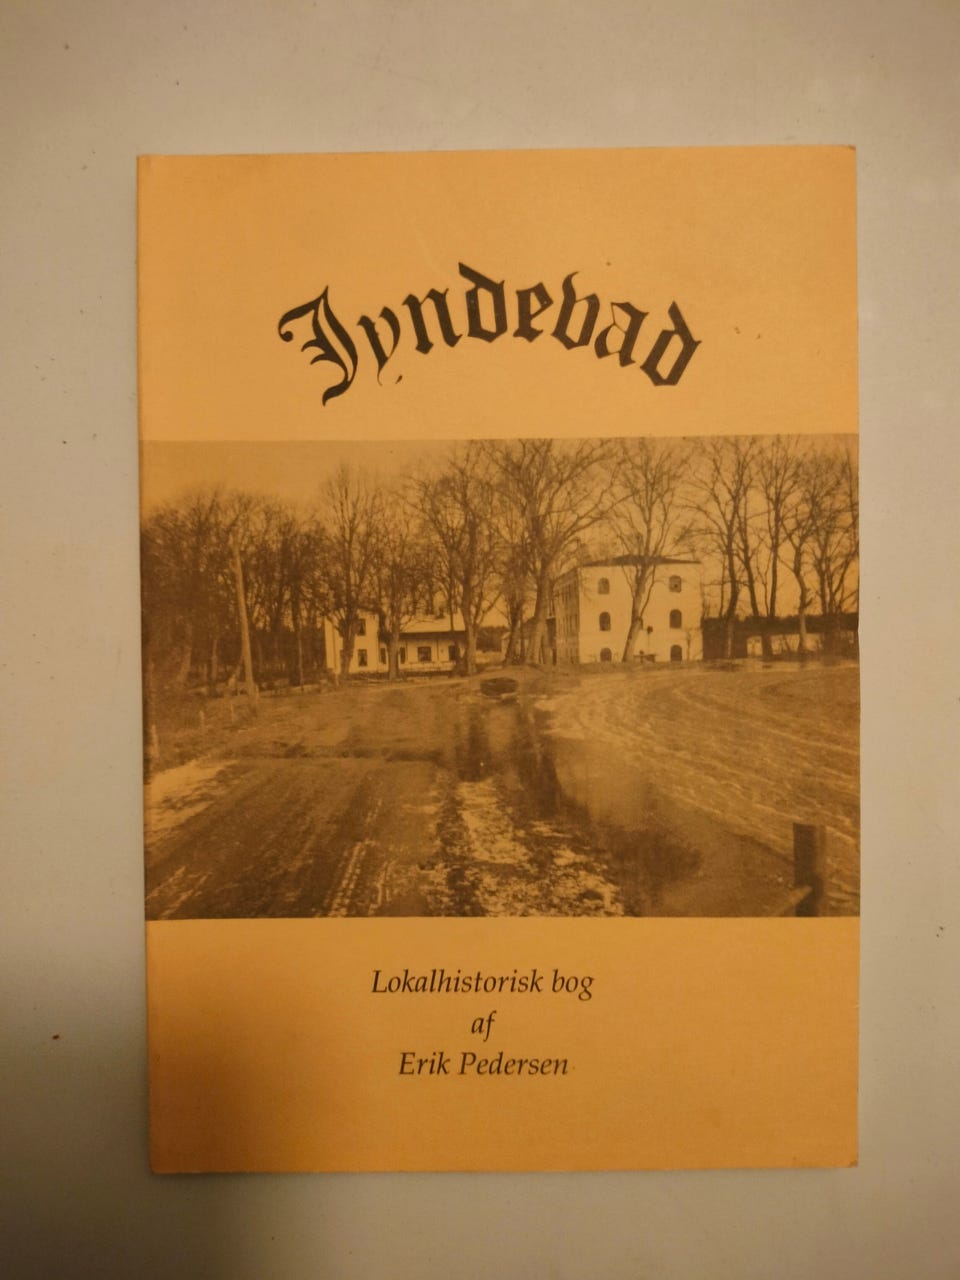 Jyndevad
Lokalhistorisk bog
af
Erik Pedersen